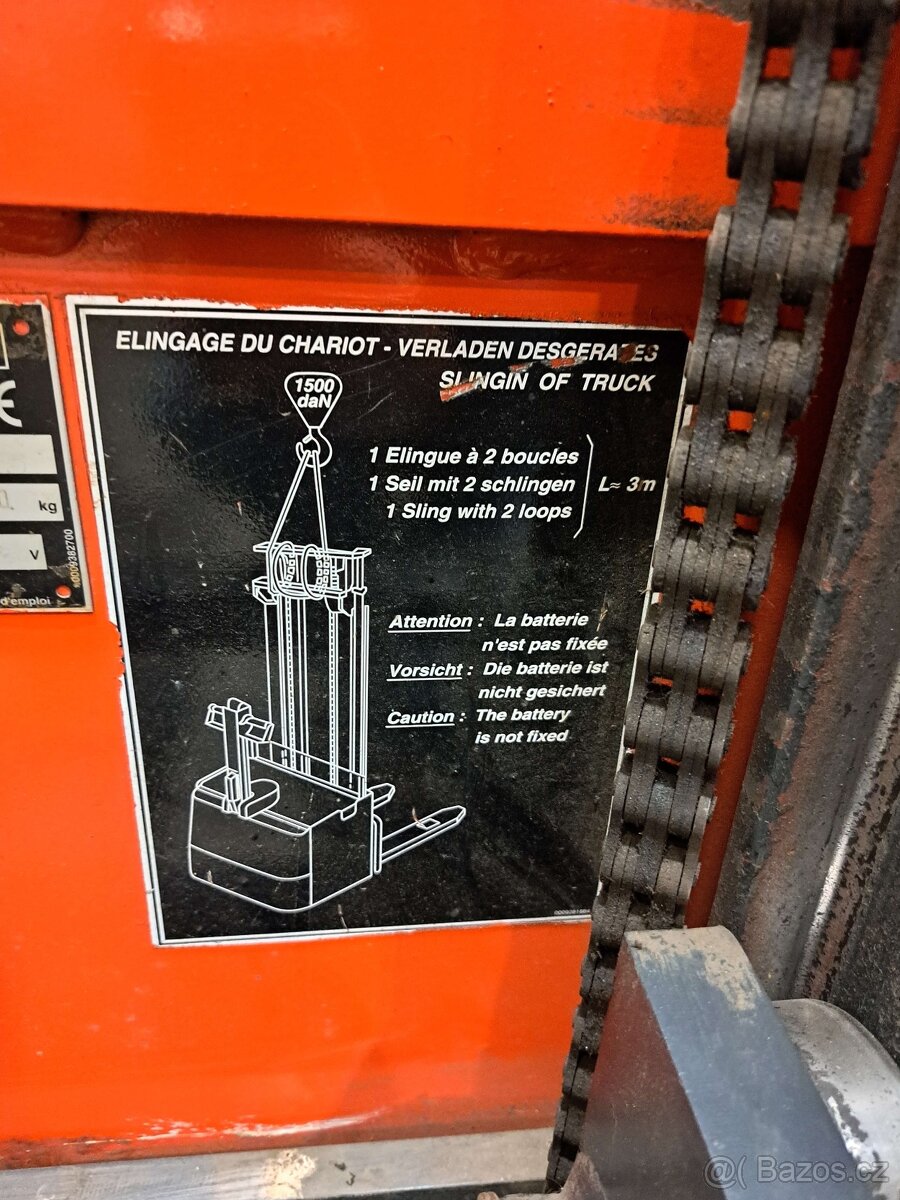 ELINGAGE DU CHARIOT - VERLADEN DESGERATES
SLINGIN OF TRUCK
1500
daN
1 Elingue à 2 boucles
1 Seil mit 2 schlingen
1 Sling with 2 loops
L≈ 3m
Attention : La batterie
n'est pas fixée
Vorsicht : Die batterie ist
nicht gesichert
Caution : The battery
is not fixed
CE
kg
V
d'emploi
0009382700
@( Bazos.cz